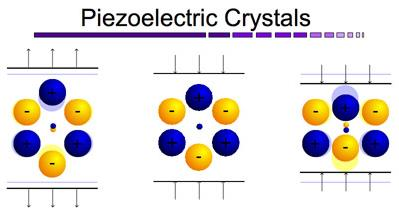 Piezoelectric Crystals
+ + +
- - - - - -
- - - + + +
+ + + + + +
- - -